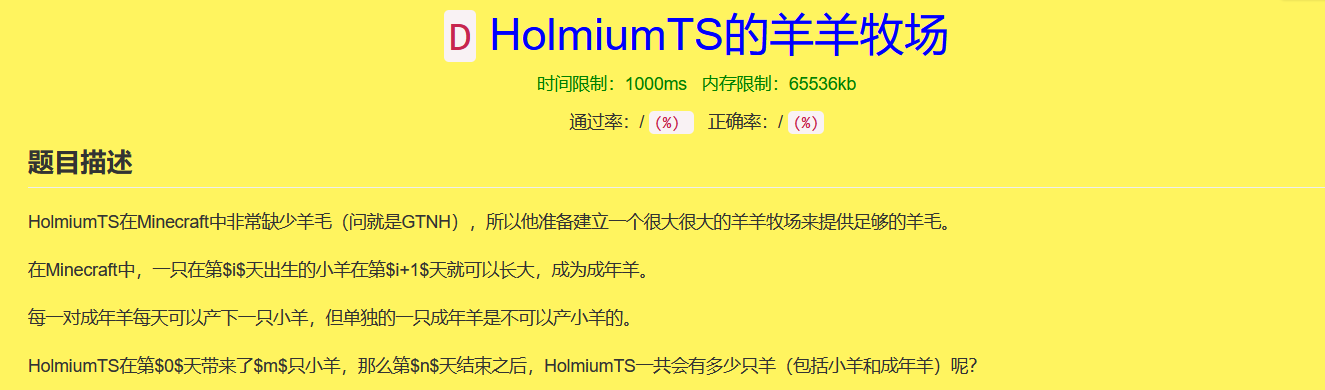 D HolmiumTS的羊羊牧场
时间限制：1000ms 内存限制：65536kb
通过率：/ (%) 正确率：/ (%)
题目描述
HolmiumTS在Minecraft中非常缺少羊毛（问就是GTNH），所以他准备建立一个很大很大的羊羊牧场来提供足够的羊毛。
在Minecraft中，一只在第$i$天出生的小羊在第$i+1$天就可以长大，成为成年羊。
每一对成年羊每天可以产下一只小羊，但单独的一只成年羊是不可以产小羊的。
HolmiumTS在第$0$天带来了$m$只小羊，那么第$n$天结束之后，HolmiumTS一共会有多少只羊（包括小羊和成年羊）呢？